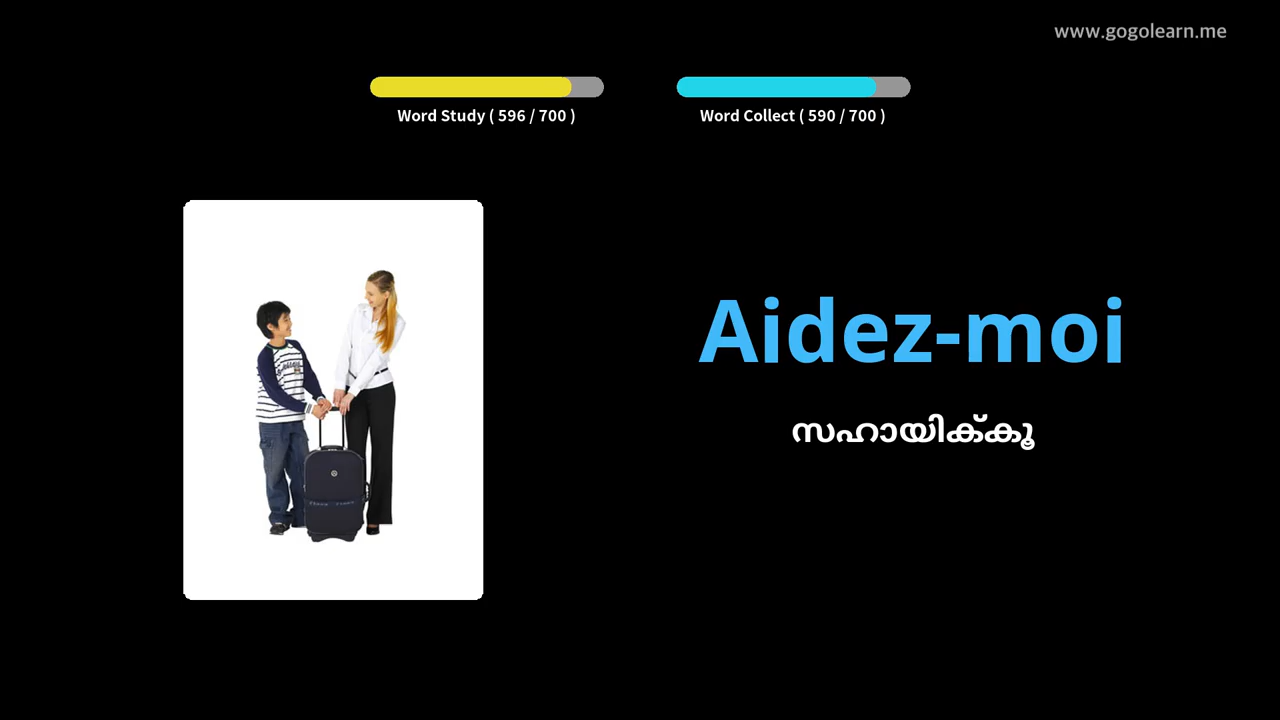 www.gogolearn.me
Word Study ( 596 / 700 )
Word Collect ( 590 / 700 )
Aidez-moi
സഹായിക്കൂ